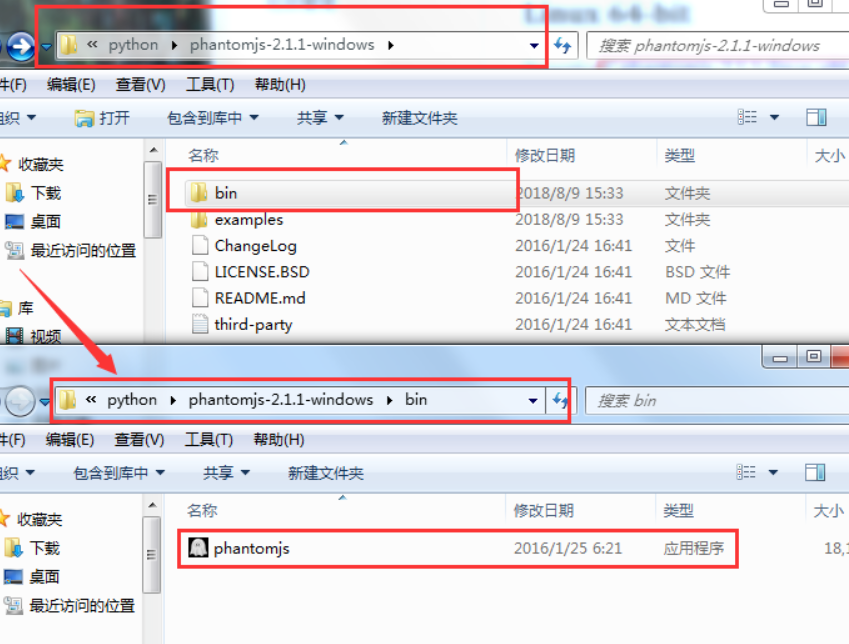 Linux 64-bit
« python ▸ phantomjs-2.1.1-windows ▸
搜索 phantomjs-2.1.1-windows
件(F) 编辑(E) 查看(V) 工具(T) 帮助(H)
组织 打开 包含到库中 共享 新建文件夹
名称 修改日期 类型 大小
收藏夹
下载
桌面
最近访问的位置
库
视频
bin 2018/8/9 15:33 文件夹
examples 2018/8/9 15:33 文件夹
ChangeLog 2016/1/24 16:41 文件
LICENSE.BSD 2016/1/24 16:41 BSD 文件
README.md 2016/1/24 16:41 MD 文件
third-party 2016/1/24 16:41 文本文档
« python ▸ phantomjs-2.1.1-windows ▸ bin
搜索 bin
件(F) 编辑(E) 查看(V) 工具(T) 帮助(H)
组织 包含到库中 共享 新建文件夹
名称 修改日期 类型 大小
收藏夹
下载
桌面
最近访问的位置
phantomjs 2016/1/25 6:21 应用程序 18,